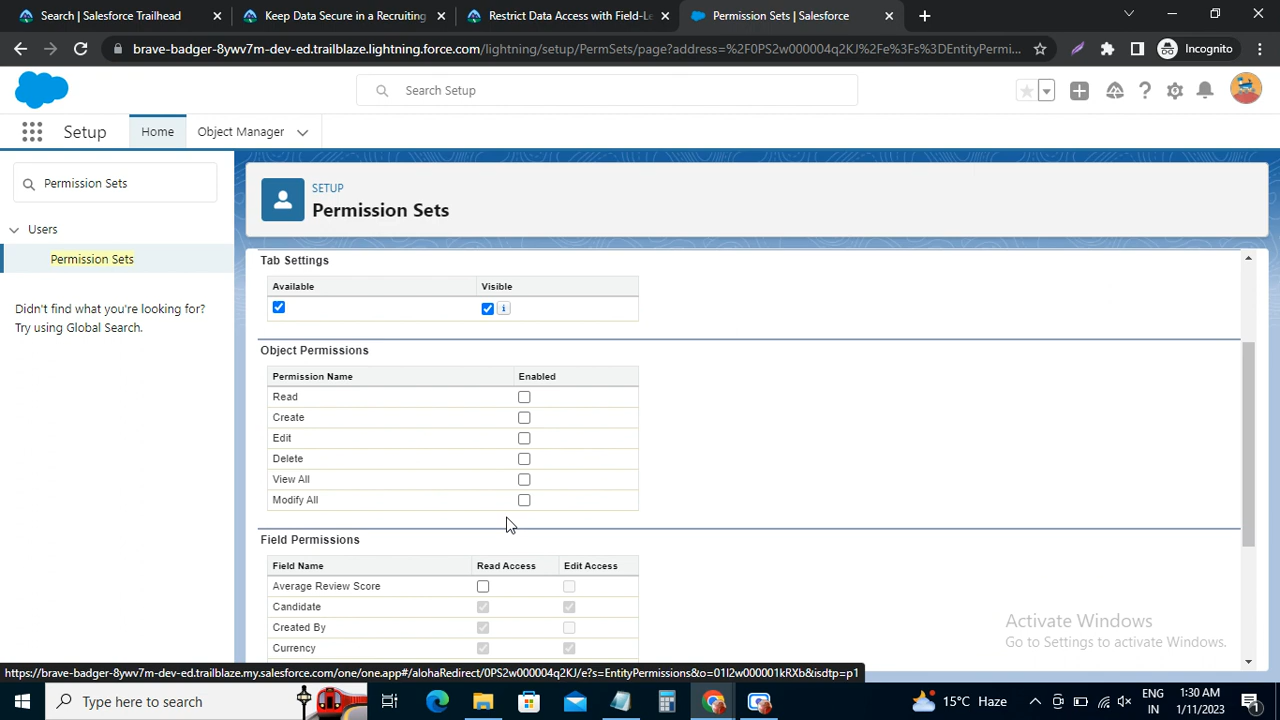 Search | Salesforce Trailhead
Keep Data Secure in a Recruiting
Restrict Data Access with Field-Le
Permission Sets | Salesforce
brave-badger-8ywv7m-dev-ed.trailblaze.lightning.force.com/lightning/setup/PermSets/page?address=%2F0PS2w000004q2KJ%2Fe%3Fs%3DEntityPermi...
Incognito
Search Setup
Setup
Home
Object Manager
Permission Sets
Users
Permission Sets
Didn't find what you're looking for?
Try using Global Search.
SETUP
Permission Sets
Tab Settings
Available Visible
Object Permissions
Permission Name Enabled
Read
Create
Edit
Delete
View All
Modify All
Field Permissions
Field Name Read Access Edit Access
Average Review Score
Candidate
Created By
Currency
Activate Windows
Go to Settings to activate Windows.
https://brave-badger-8ywv7m-dev-ed.trailblaze.my.salesforce.com/one/one.app#/alohaRedirect/0PS2w000004q2KJ/e?s=EntityPermissions&o=01I2w000001kRXb&isdtp=p1
Type here to search
15°C Haze
ENG
IN
1:30 AM
1/11/2023
1